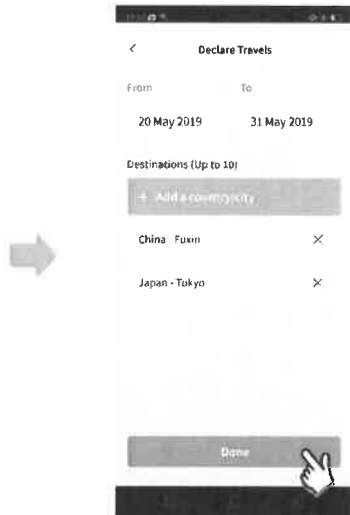 Declare Travels
From To
20 May 2019 31 May 2019
Destinations (Up to 10)
+ Add a country/city
China - Fuxin
Japan - Tokyo
Done